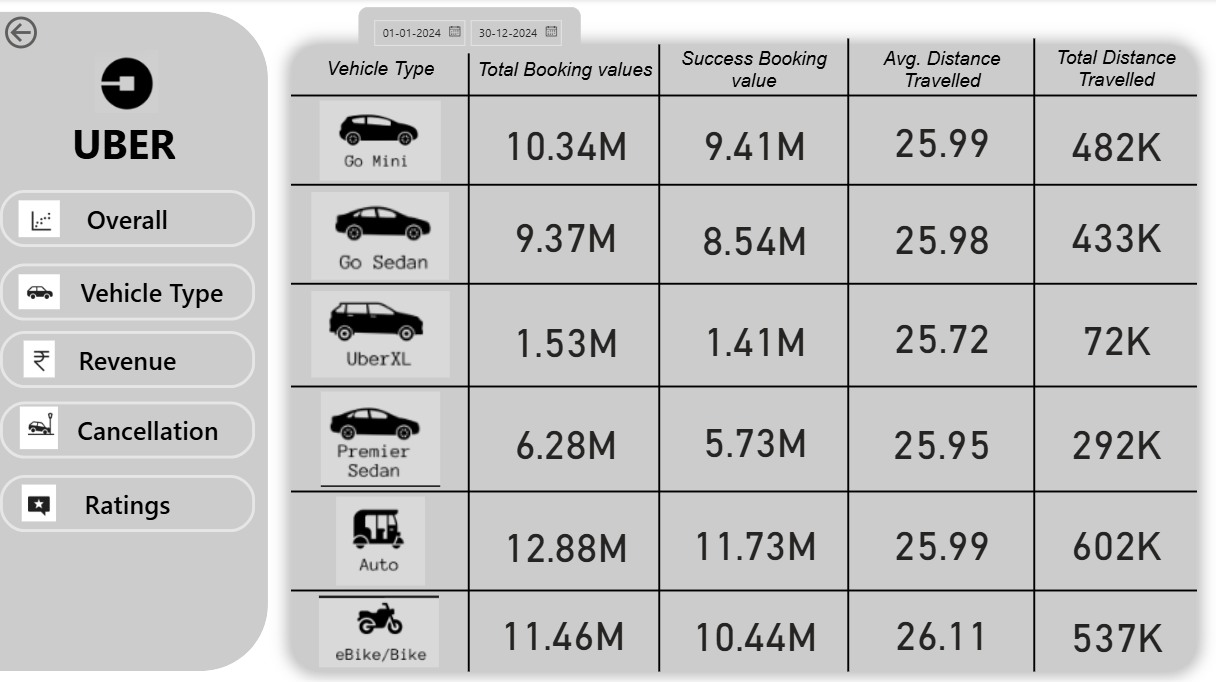 01-01-2024 30-12-2024
UBER
Overall
Vehicle Type
Revenue
Cancellation
Ratings
Vehicle Type
Total Booking values
Success Booking
value
Avg. Distance
Travelled
Total Distance
Travelled
Go Mini
10.34M 9.41M 25.99 482K
Go Sedan
9.37M 8.54M 25.98 433K
UberXL
1.53M 1.41M 25.72 72K
Premier
Sedan
6.28M 5.73M 25.95 292K
Auto
12.88M 11.73M 25.99 602K
eBike/Bike
11.46M 10.44M 26.11 537K